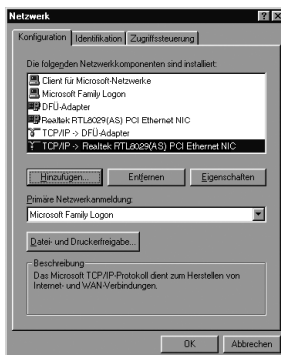 Netzwerk
Konfiguration Identifikation Zugriffssteuerung
Die folgenden Netzwerkkomponenten sind installiert:
Client für Microsoft-Netzwerke
Microsoft Family Logon
DFÜ-Adapter
Realtek RTL8029(AS) PCI Ethernet NIC
TCP/IP -> DFÜ-Adapter
TCP/IP -> Realtek RTL8029(AS) PCI Ethernet NIC
Hinzufügen... Entfernen Eigenschaften
Primäre Netzwerkanmeldung:
Microsoft Family Logon
Datei- und Druckerfreigabe...
Beschreibung
Das Microsoft TCP/IP-Protokoll dient zum Herstellen von
Internet- und WAN-Verbindungen.
OK Abbrechen